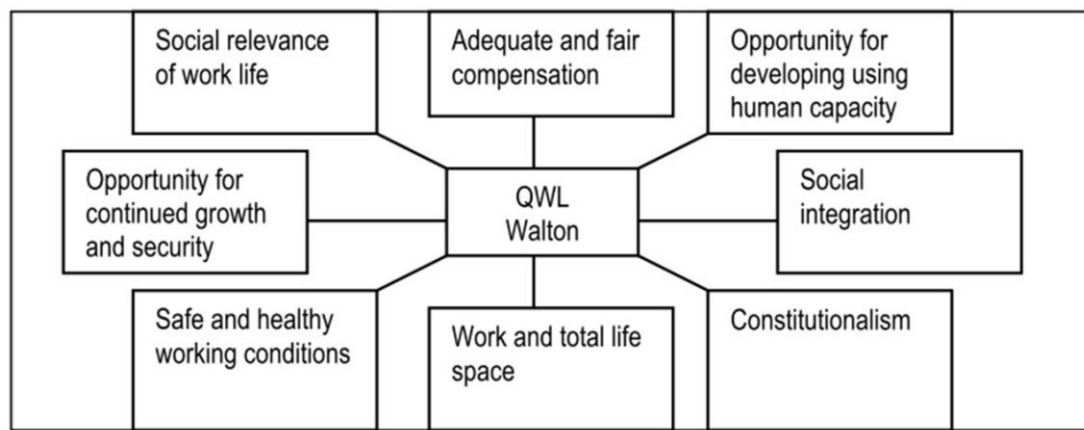 Social relevance
of work life
Adequate and fair
compensation
Opportunity for
developing using
human capacity
Opportunity for
continued growth
and security
QWL
Walton
Social
integration
Safe and healthy
working conditions
Work and total life
space
Constitutionalism